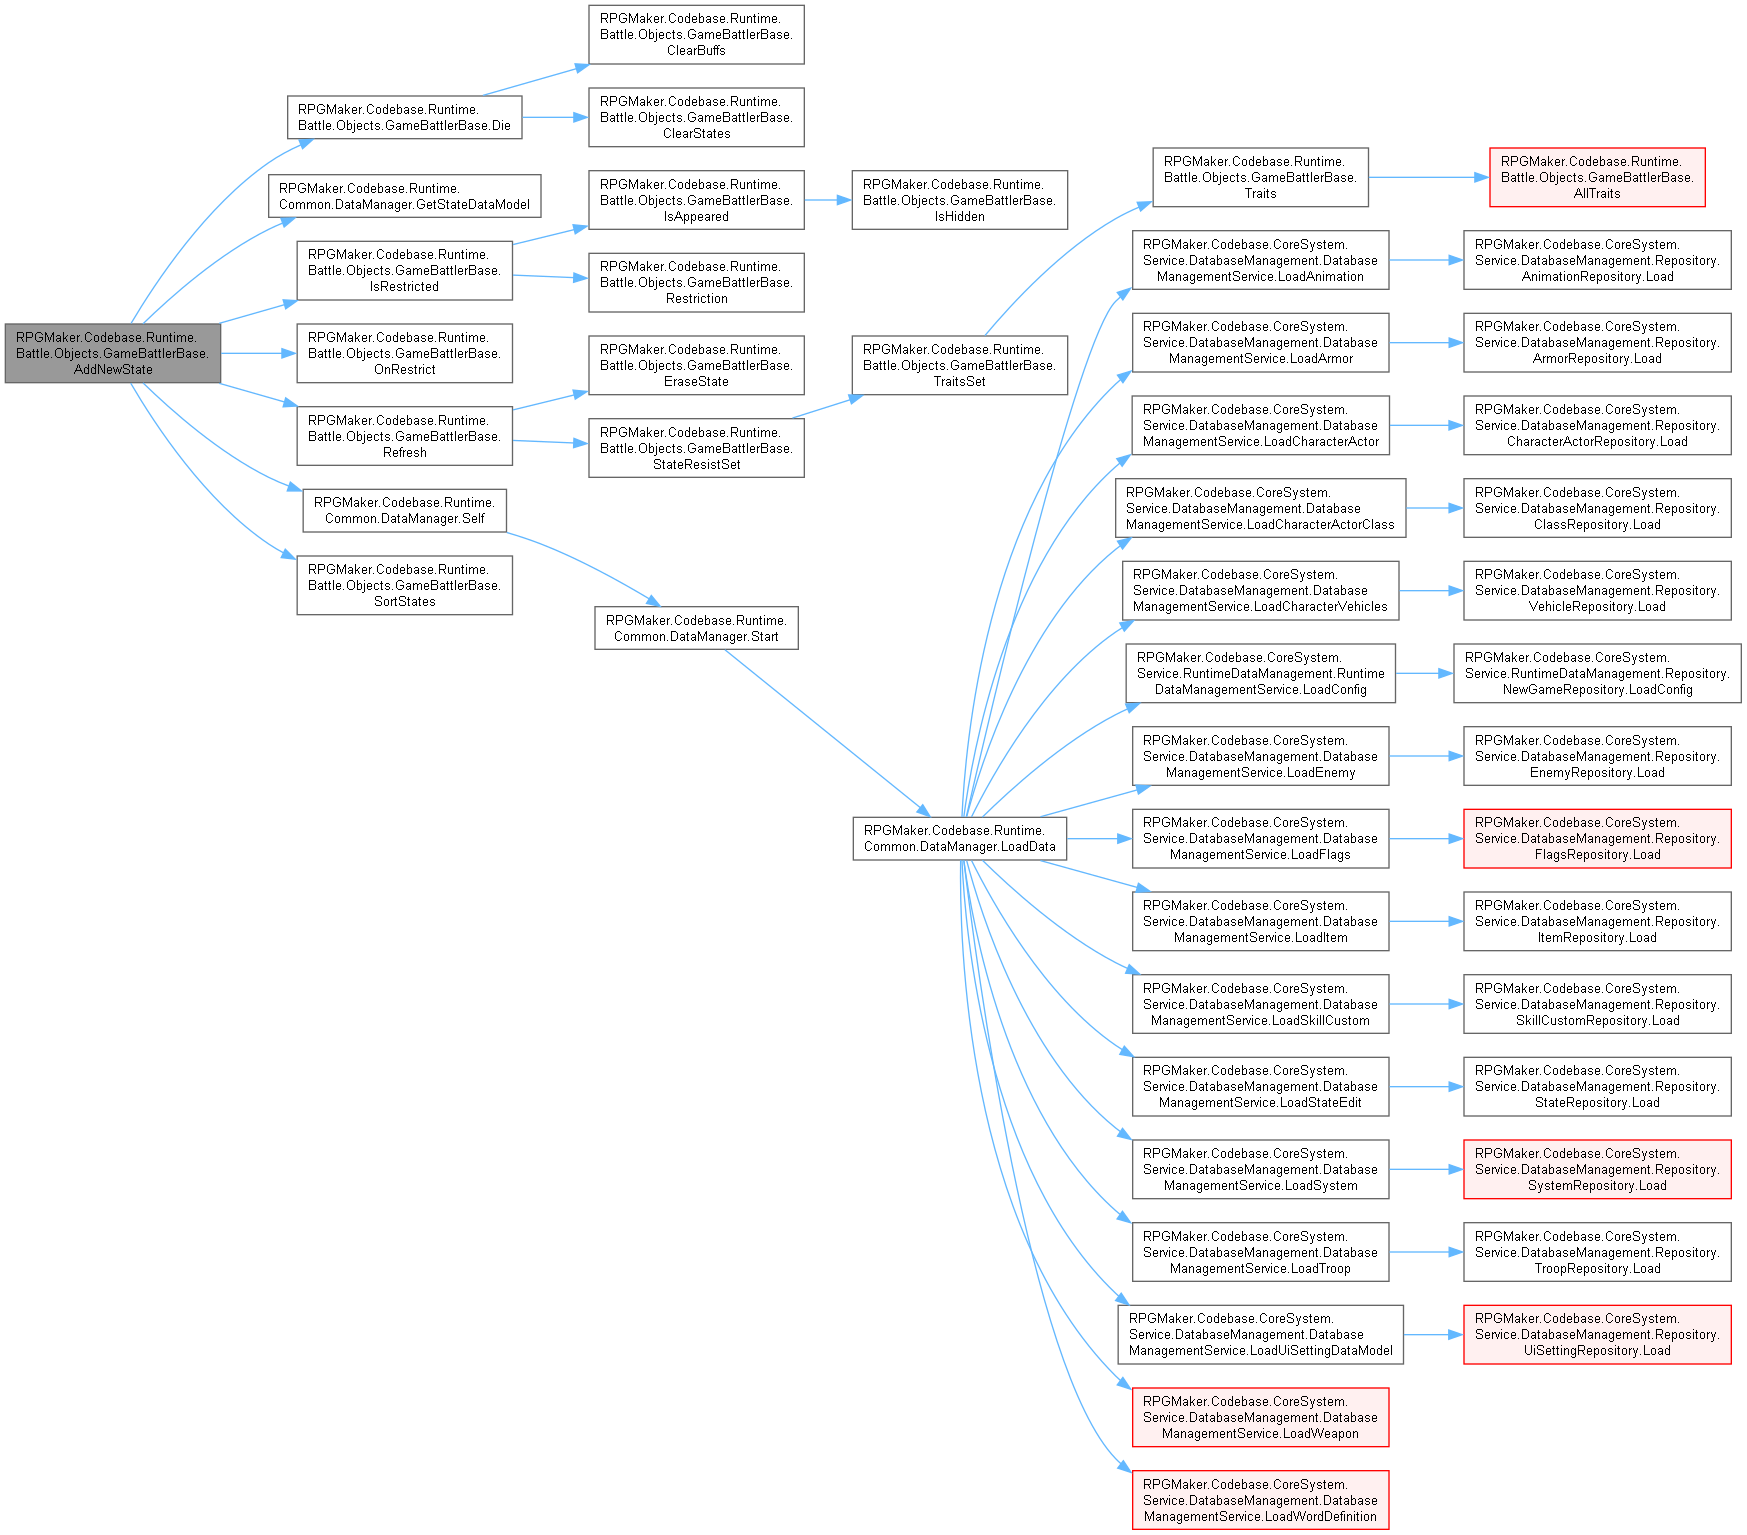 RPGMaker.Codebase.Runtime.
Battle.Objects.GameBattlerBase.
AddNewState
RPGMaker.Codebase.Runtime.
Battle.Objects.GameBattlerBase.Die
RPGMaker.Codebase.Runtime.
Common.DataManager.GetStateDataModel
RPGMaker.Codebase.Runtime.
Battle.Objects.GameBattlerBase.
IsRestricted
RPGMaker.Codebase.Runtime.
Battle.Objects.GameBattlerBase.
OnRestrict
RPGMaker.Codebase.Runtime.
Battle.Objects.GameBattlerBase.
Refresh
RPGMaker.Codebase.Runtime.
Common.DataManager.Self
RPGMaker.Codebase.Runtime.
Battle.Objects.GameBattlerBase.
SortStates
RPGMaker.Codebase.Runtime.
Battle.Objects.GameBattlerBase.
ClearBuffs
RPGMaker.Codebase.Runtime.
Battle.Objects.GameBattlerBase.
ClearStates
RPGMaker.Codebase.Runtime.
Battle.Objects.GameBattlerBase.
IsAppeared
RPGMaker.Codebase.Runtime.
Battle.Objects.GameBattlerBase.
Restriction
RPGMaker.Codebase.Runtime.
Battle.Objects.GameBattlerBase.
EraseState
RPGMaker.Codebase.Runtime.
Battle.Objects.GameBattlerBase.
StateResistSet
RPGMaker.Codebase.Runtime.
Common.DataManager.Start
RPGMaker.Codebase.Runtime.
Battle.Objects.GameBattlerBase.
IsHidden
RPGMaker.Codebase.Runtime.
Battle.Objects.GameBattlerBase.
TraitsSet
RPGMaker.Codebase.Runtime.
Common.DataManager.LoadData
RPGMaker.Codebase.Runtime.
Battle.Objects.GameBattlerBase.
Traits
RPGMaker.Codebase.CoreSystem.
Service.DatabaseManagement.Database
ManagementService.LoadAnimation
RPGMaker.Codebase.CoreSystem.
Service.DatabaseManagement.Database
ManagementService.LoadArmor
RPGMaker.Codebase.CoreSystem.
Service.DatabaseManagement.Database
ManagementService.LoadCharacterActor
RPGMaker.Codebase.CoreSystem.
Service.DatabaseManagement.Database
ManagementService.LoadCharacterActorClass
RPGMaker.Codebase.CoreSystem.
Service.DatabaseManagement.Database
ManagementService.LoadCharacterVehicles
RPGMaker.Codebase.CoreSystem.
Service.RuntimeDataManagement.Runtime
DataManagementService.LoadConfig
RPGMaker.Codebase.CoreSystem.
Service.DatabaseManagement.Database
ManagementService.LoadEnemy
RPGMaker.Codebase.CoreSystem.
Service.DatabaseManagement.Database
ManagementService.LoadFlags
RPGMaker.Codebase.CoreSystem.
Service.DatabaseManagement.Database
ManagementService.LoadItem
RPGMaker.Codebase.CoreSystem.
Service.DatabaseManagement.Database
ManagementService.LoadSkillCustom
RPGMaker.Codebase.CoreSystem.
Service.DatabaseManagement.Database
ManagementService.LoadStateEdit
RPGMaker.Codebase.CoreSystem.
Service.DatabaseManagement.Database
ManagementService.LoadSystem
RPGMaker.Codebase.CoreSystem.
Service.DatabaseManagement.Database
ManagementService.LoadTroop
RPGMaker.Codebase.CoreSystem.
Service.DatabaseManagement.Database
ManagementService.LoadUiSettingDataModel
RPGMaker.Codebase.CoreSystem.
Service.DatabaseManagement.Database
ManagementService.LoadWeapon
RPGMaker.Codebase.CoreSystem.
Service.DatabaseManagement.Database
ManagementService.LoadWordDefinition
RPGMaker.Codebase.Runtime.
Battle.Objects.GameBattlerBase.
AllTraits
RPGMaker.Codebase.CoreSystem.
Service.DatabaseManagement.Repository.
AnimationRepository.Load
RPGMaker.Codebase.CoreSystem.
Service.DatabaseManagement.Repository.
ArmorRepository.Load
RPGMaker.Codebase.CoreSystem.
Service.DatabaseManagement.Repository.
CharacterActorRepository.Load
RPGMaker.Codebase.CoreSystem.
Service.DatabaseManagement.Repository.
ClassRepository.Load
RPGMaker.Codebase.CoreSystem.
Service.DatabaseManagement.Repository.
VehicleRepository.Load
RPGMaker.Codebase.CoreSystem.
Service.RuntimeDataManagement.Repository.
NewGameRepository.LoadConfig
RPGMaker.Codebase.CoreSystem.
Service.DatabaseManagement.Repository.
EnemyRepository.Load
RPGMaker.Codebase.CoreSystem.
Service.DatabaseManagement.Repository.
FlagsRepository.Load
RPGMaker.Codebase.CoreSystem.
Service.DatabaseManagement.Repository.
ItemRepository.Load
RPGMaker.Codebase.CoreSystem.
Service.DatabaseManagement.Repository.
SkillCustomRepository.Load
RPGMaker.Codebase.CoreSystem.
Service.DatabaseManagement.Repository.
StateRepository.Load
RPGMaker.Codebase.CoreSystem.
Service.DatabaseManagement.Repository.
SystemRepository.Load
RPGMaker.Codebase.CoreSystem.
Service.DatabaseManagement.Repository.
TroopRepository.Load
RPGMaker.Codebase.CoreSystem.
Service.DatabaseManagement.Repository.
UiSettingRepository.Load